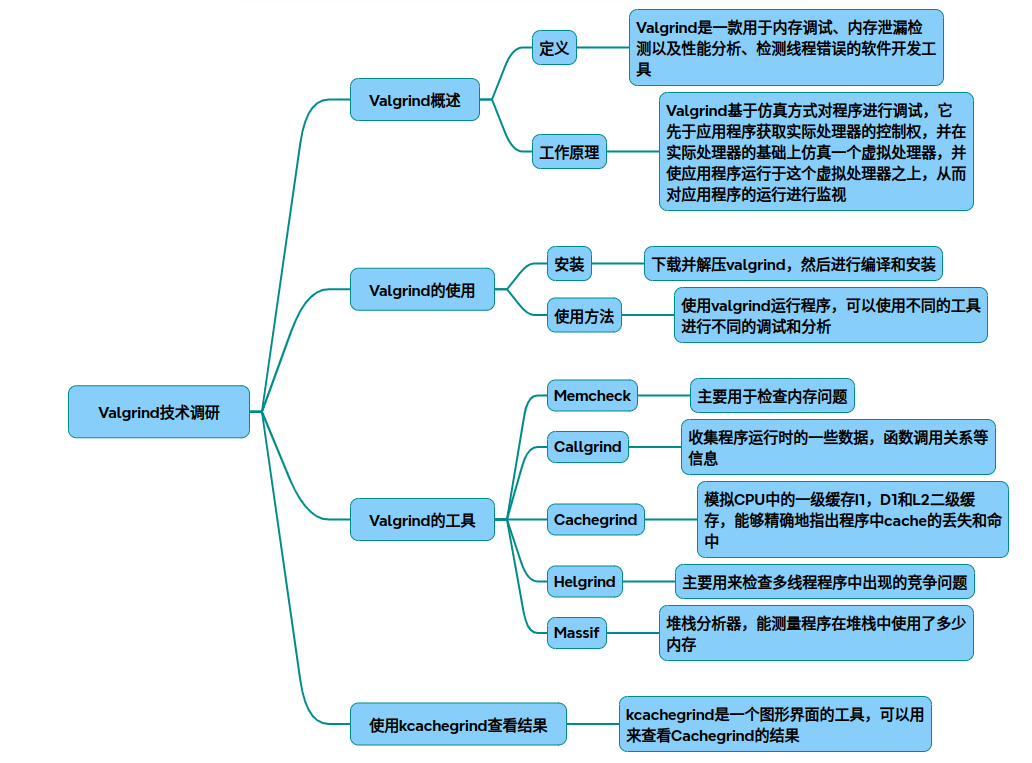 Valgrind技术调研
Valgrind概述
定义
Valgrind是一款用于内存调试、内存泄漏检
测以及性能分析、检测线程错误的软件开发工
具
工作原理
Valgrind基于仿真方式对程序进行调试，它
先于应用程序获取实际处理器的控制权，并在
实际处理器的基础上仿真一个虚拟处理器，并
使应用程序运行于这个虚拟处理器之上，从而
对应用程序的运行进行监视
Valgrind的使用
安装
下载并解压valgrind，然后进行编译和安装
使用方法
使用valgrind运行程序，可以使用不同的工具
进行不同的调试和分析
Valgrind的工具
Memcheck
主要用于检查内存问题
Callgrind
收集程序运行时的一些数据，函数调用关系等
信息
Cachegrind
模拟CPU中的一级缓存I1，D1和L2二级缓
存，能够精确地指出程序中cache的丢失和命
中
Helgrind
主要用来检查多线程程序中出现的竞争问题
Massif
堆栈分析器，能测量程序在堆栈中使用了多少
内存
使用kcachegrind查看结果
kcachegrind是一个图形界面的工具，可以用
来查看Cachegrind的结果